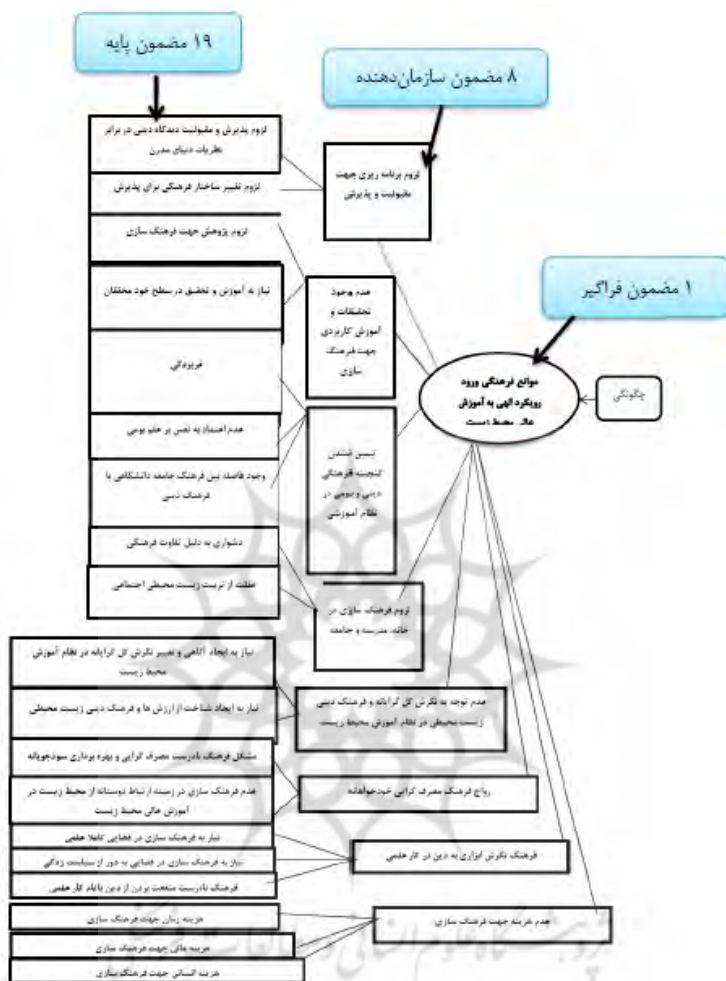 ۱۹ مضمون پایه
۸ مضمون سازمان‌دهنده
۱ مضمون فراگیر
لزوم پذیرش و مقبولیت دیدگاه دینی در برابر
نظریات دنیای مدرن
لزوم تغییر ساختار فرهنگی برای پذیرش
لزوم پژوهش جهت فرهنگ سازی
نیاز به آموزش و تحقیق در سطح خود محققان
غربزدگی
عدم اعتماد به نفس بر علم بومی
وجود فاصله بین فرهنگ جامعه دانشگاهی با
فرهنگ دینی
دشواری به دلیل تفاوت فرهنگی
غفلت از تربیت زیست محیطی اجتماعی
نیاز به ایجاد آگاهی و تغییر نگرش کل گرایانه در نظام آموزش
محیط زیست
نیاز به ایجاد شناخت از ارزش ها و فرهنگ دینی زیست محیطی
مشکل فرهنگ نادرست مصرف گرایی و بهره برداری سودجویانه
عدم فرهنگ سازی در زمینه ارتباط دوستانه از محیط زیست در
آموزش عالی محیط زیست
نیاز به فرهنگ سازی در فضایی کاملا علمی
نیاز به فرهنگ سازی در فضایی به دور از سیاست زدگی
فرهنگ نادرست منفعت بردن از دین بانام کار علمی
هزینه زمان جهت فرهنگ سازی
هزینه مالی جهت فرهنگ سازی
هزینه انسانی جهت فرهنگ سازی
لزوم برنامه ریزی جهت
مقبولیت و پذیرش
عدم وجود
تحقیقات و
آموزش کاربردی
جهت فرهنگ
سازی
گنجینه فرهنگی
دینی و بومی در
نظام آموزشی
لزوم فرهنگ سازی در
خانه، مدرسه و جامعه
عدم توجه به نگرش کل گرایانه و فرهنگ دینی
زیست محیطی در نظام آموزش محیط زیست
رواج فرهنگ مصرف گرایی خودخواهانه
فرهنگ نگرش ابزاری به دین در کار علمی
عدم هزینه جهت فرهنگ سازی
موانع فرهنگی ورود
رویکرد الهی به آموزش
عالی محیط زیست
چگونگی